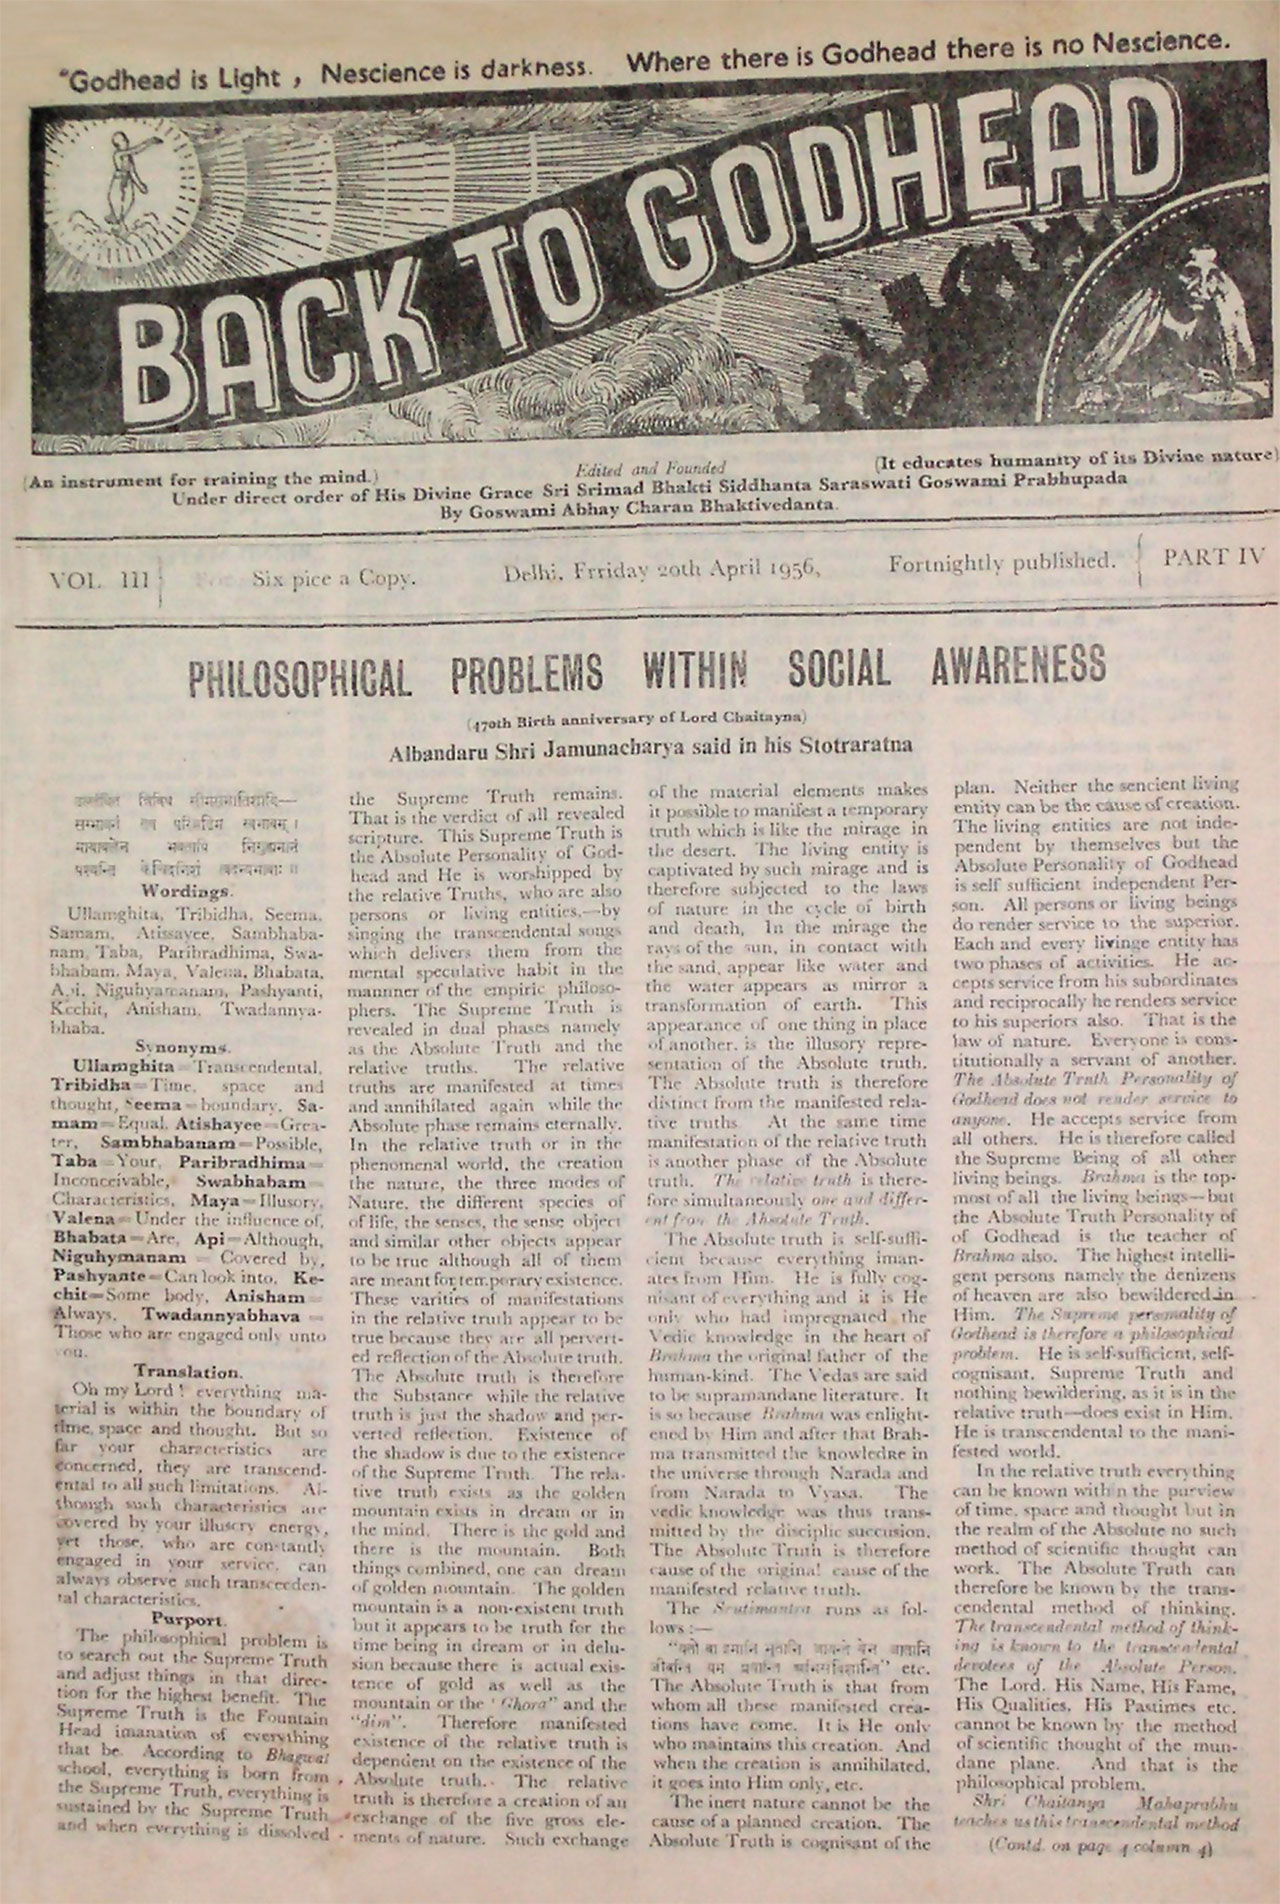 "Godhead is Light , Nescience is darkness. Where there is Godhead there is no Nescience.
BACK TO GODHEAD
(An instrument for training the mind.)
Edited and Founded
(It educates humanity of its Divine nature)
Under direct order of His Divine Grace Sri Srimad Bhakti Siddhanta Saraswati Goswami Prabhupada
By Goswami Abhay Charan Bhaktivedanta.
VOL. III
Six pice a Copy.
Delhi, Frriday 20th April 1956,
Fortnightly published.
PART IV
PHILOSOPHICAL PROBLEMS WITHIN SOCIAL AWARENESS
(470th Birth anniversary of Lord Chaitayna)
Albandaru Shri Jamunacharya said in his Stotraratna
Wordings.
Ullamghita, Tribidha, Seema,
Samam, Atissayee, Sambhaba-
nam, Taba, Paribradhima, Swa-
bhabam, Maya, Valena, Bhabata,
Api, Niguhyamanam, Pashyanti,
Kechit, Anisham, Twadannya-
bhaba.
Synonyms.
Ullamghita=Transcendental,
Tribidha=Time, space and
thought, Seema=boundary, Sa-
mam=Equal, Atishayee=Grea-
ter, Sambhabanam=Possible,
Taba=Your, Paribradhima=
Inconceivable, Swabhabam=
Characteristics, Maya=Illusory,
Valena=Under the influence of,
Bhabata=Are, Api=Although,
Niguhymanam=Covered by,
Pashyante=Can look into, Ke-
chit=Some body, Anisham=
Always, Twadannyabhava=
Those who are engaged only unto
you.
Translation.
Oh my Lord ! everything ma-
terial is within the boundary of
time, space and thought. But so
far your characteristics are
concerned, they are transcend-
ental to all such limitations. Al-
though such characteristics are
covered by your illusery energy,
yet those, who are constantly
engaged in your service, can
always observe such transceden-
tal characteristics.
Purport.
The philosophical problem is
to search out the Supreme Truth
and adjust things in that direc-
tion for the highest benefit. The
Supreme Truth is the Fountain
Head imanation of everything
that be. According to Bhagwat
school, everything is born from
the Supreme Truth, everything is
sustained by the Supreme Truth
and when everything is dissolved
the Supreme Truth remains.
That is the verdict of all revealed
scripture. This Supreme Truth is
the Absolute Personality of God-
head and He is worshipped by
the relative Truths, who are also
persons or living entities,—by
singing the transcendental songs
which delivers them from the
mental speculative habit in the
mannner of the empiric philoso-
phers. The Supreme Truth is
revealed in dual phases namely
as the Absolute Truth and the
relative truths. The relative
truths are manifested at times
and annihilated again while the
Absolute phase remains eternally.
In the relative truth or in the
phenomenal world, the creation
the nature, the three modes of
Nature, the different species of
of life, the senses, the sense object
and similar other objects appear
to be true although all of them
are meant for temporary existence.
These varities of manifestations
in the relative truth appear to be
true because they are all pervert-
ed reflection of the Absolute truth.
The Absolute truth is therefore
the Substance while the relative
truth is just the shadow and per-
verted reflection. Existence of
the shadow is due to the existence
of the Supreme Truth. The rela-
tive truth exists as the golden
mountain exists in dream or in
the mind. There is the gold and
there is the mountain. Both
things combined, one can dream
of golden mountain. The golden
mountain is a non-existent truth
but it appears to be truth for the
time being in dream or in delu-
sion because there is actual exis-
tence of gold as well as the
mountain or the "Ghora" and the
"dim". Therefore manifested
existence of the relative truth is
dependent on the existence of the
Absolute truth. The relative
truth is therefore a creation of an
exchange of the five gross ele-
ments of nature. Such exchange
of the material elements makes
it possible to manifest a temporary
truth which is like the mirage in
the desert. The living entity is
captivated by such mirage and is
therefore subjected to the laws
of nature in the cycle of birth
and death, In the mirage the
rays of the sun, in contact with
the sand, appear like water and
the water appears as mirror a
transformation of earth. This
appearance of one thing in place
of another, is the illusory repre-
sentation of the Absolute truth.
The Absolute truth is therefore
distinct from the manifested rela-
tive truths. At the same time
manifestation of the relative truth
is another phase of the Absolute
truth. The relative truth is there-
fore simultaneously one and differ-
ent from the Absolute Truth.
The Absolute truth is self-suffi-
cient because everything iman-
ates from Him. He is fully cog-
nisant of everything and it is He
only who had impregnated the
Vedic knowledge in the heart of
Brahma the original father of the
human-kind. The Vedas are said
to be supramandane literature. It
is so because Brahma was enlight-
ened by Him and after that Brah-
ma transmitted the knowledre in
the universe through Narada and
from Narada to Vyasa. The
vedic knowledge was thus trans-
mitted by the disciplic succusion.
The Absolute Truth is therefore
cause of the original cause of the
manifested relative truth.
The Srutimantra runs as fol-
lows :—
etc.
The Absolute Truth is that from
whom all these manifested crea-
tions have come. It is He only
who maintains this creation. And
when the creation is annihilated,
it goes into Him only, etc.
The inert nature cannot be the
cause of a planned creation. The
Absolute Truth is cognisant of the
plan. Neither the sencient living
entity can be the cause of creation.
The living entities are not inde-
pendent by themselves but the
Absolute Personality of Godhead
is self sufficient independent Per-
son. All persons or living beings
do render service to the superior.
Each and every livinge entity has
two phases of activities. He ac-
cepts service from his subordinates
and reciprocally he renders service
to his superiors also. That is the
law of nature. Everyone is cons-
titutionally a servant of another.
The Absolute Truth Personality of
Godhead does not render service to
anyone. He accepts service from
all others. He is therefore called
the Supreme Being of all other
living beings. Brahma is the top-
most of all the living beings—but
the Absolute Truth Personality of
of Godhead is the teacher of
Brahma also. The highest intelli-
gent persons namely the denizens
of heaven are also bewildered in
Him. The Supreme personality of
Godhead is therefore a philosophical
problem. He is self-sufficient, self-
cognisant, Supreme Truth and
nothing bewildering, as it is in the
relative truth—does exist in Him.
He is transcendental to the mani-
fested world.
In the relative truth everything
can be known with n the purview
of time, space and thought but in
the realm of the Absolute no such
method of scientific thought can
work. The Absolute Truth can
therefore be known by the trans-
cendental method of thinking.
The transcendental method of think-
ing is known to the transcendental
devotees of the Absolute Person.
The Lord, His Name, His Fame,
His Qualities, His Pastimes etc.
cannot be known by the method
of scientific thought of the mun-
dane plane. And that is the
philosophical problem.
Shri Chaitanya Mahaprabhu
teaches us this transcendental method
(Contd. on page 4 column 4)